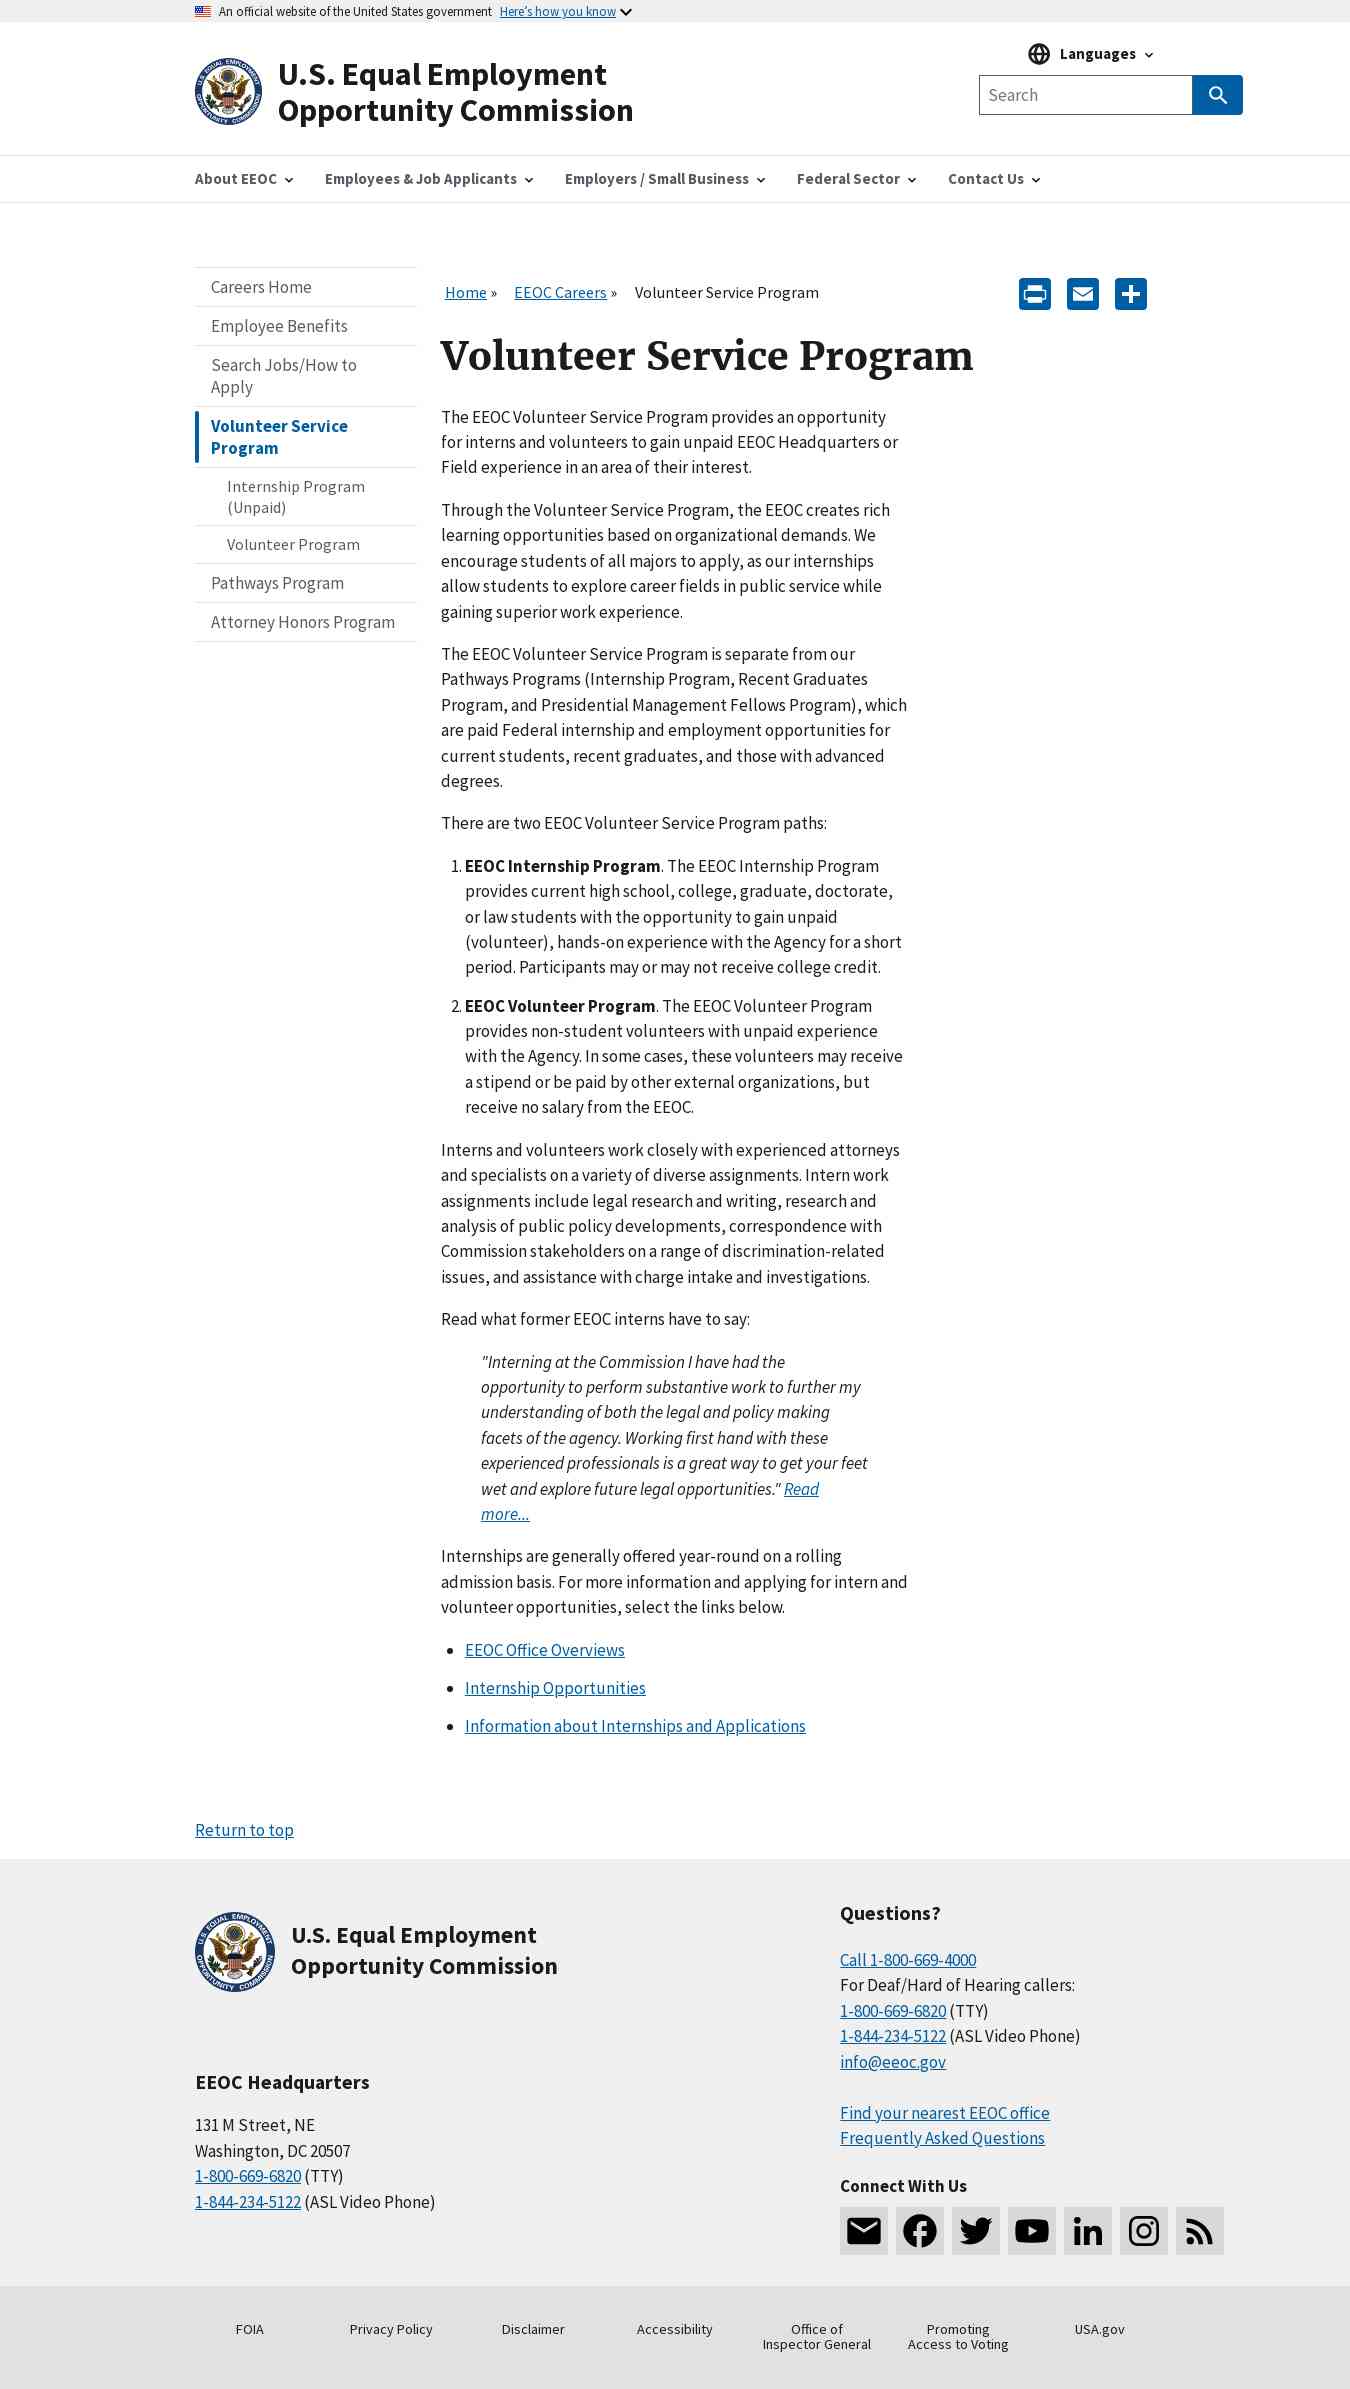 An official website of the United States government Here's how you know
U.S. Equal Employment
Opportunity Commission
Languages
Search
About EEOC
Employees & Job Applicants
Employers / Small Business
Federal Sector
Contact Us
Careers Home
Employee Benefits
Search Jobs/How to
Apply
Volunteer Service
Program
Internship Program
(Unpaid)
Volunteer Program
Pathways Program
Attorney Honors Program
Home » EEOC Careers » Volunteer Service Program
Volunteer Service Program
The EEOC Volunteer Service Program provides an opportunity
for interns and volunteers to gain unpaid EEOC Headquarters or
Field experience in an area of their interest.
Through the Volunteer Service Program, the EEOC creates rich
learning opportunities based on organizational demands. We
encourage students of all majors to apply, as our internships
allow students to explore career fields in public service while
gaining superior work experience.
The EEOC Volunteer Service Program is separate from our
Pathways Programs (Internship Program, Recent Graduates
Program, and Presidential Management Fellows Program), which
are paid Federal internship and employment opportunities for
current students, recent graduates, and those with advanced
degrees.
There are two EEOC Volunteer Service Program paths:
1. EEOC Internship Program. The EEOC Internship Program
provides current high school, college, graduate, doctorate,
or law students with the opportunity to gain unpaid
(volunteer), hands-on experience with the Agency for a short
period. Participants may or may not receive college credit.
2. EEOC Volunteer Program. The EEOC Volunteer Program
provides non-student volunteers with unpaid experience
with the Agency. In some cases, these volunteers may receive
a stipend or be paid by other external organizations, but
receive no salary from the EEOC.
Interns and volunteers work closely with experienced attorneys
and specialists on a variety of diverse assignments. Intern work
assignments include legal research and writing, research and
analysis of public policy developments, correspondence with
Commission stakeholders on a range of discrimination-related
issues, and assistance with charge intake and investigations.
Read what former EEOC interns have to say:
"Interning at the Commission I have had the
opportunity to perform substantive work to further my
understanding of both the legal and policy making
facets of the agency. Working first hand with these
experienced professionals is a great way to get your feet
wet and explore future legal opportunities." Read
more...
Internships are generally offered year-round on a rolling
admission basis. For more information and applying for intern and
volunteer opportunities, select the links below.
• EEOC Office Overviews
• Internship Opportunities
• Information about Internships and Applications
Return to top
U.S. EQUAL EMPLOYMENT OPPORTUNITY COMMISSION
U.S. Equal Employment
Opportunity Commission
EEOC Headquarters
131 M Street, NE
Washington, DC 20507
1-800-669-6820 (TTY)
1-844-234-5122 (ASL Video Phone)
Questions?
Call 1-800-669-4000
For Deaf/Hard of Hearing callers:
1-800-669-6820 (TTY)
1-844-234-5122 (ASL Video Phone)
info@eeoc.gov
Find your nearest EEOC office
Frequently Asked Questions
Connect With Us
FOIA
Privacy Policy
Disclaimer
Accessibility
Office of
Inspector General
Promoting
Access to Voting
USA.gov